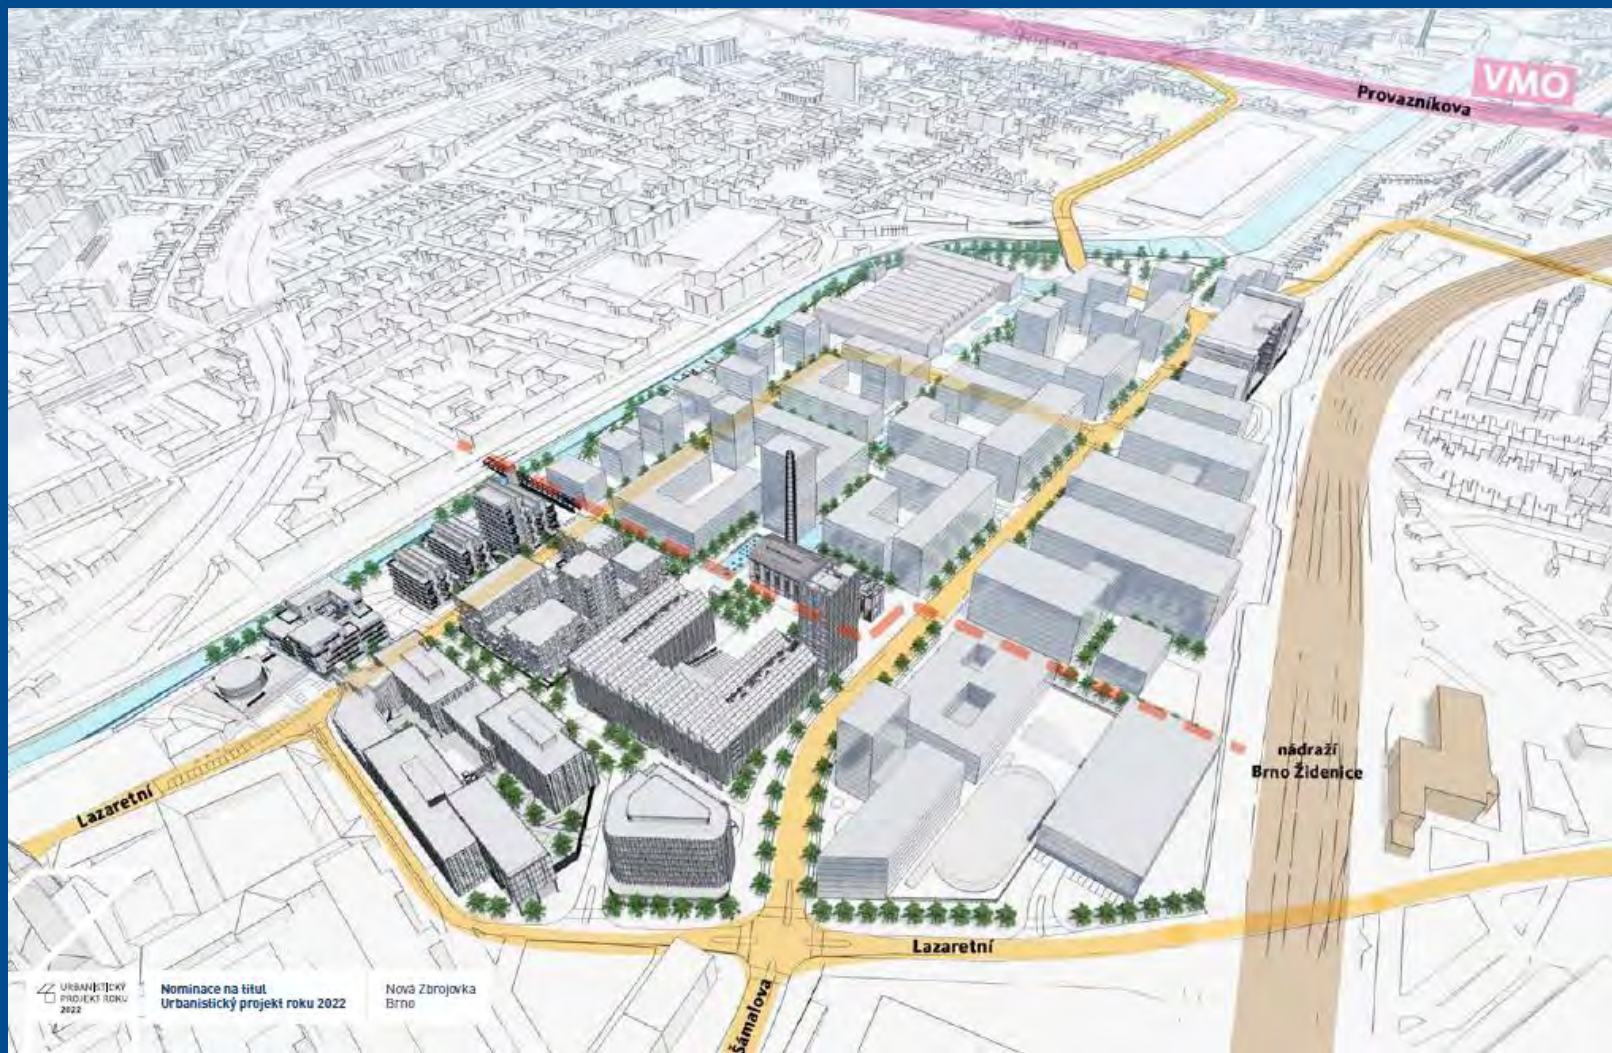 VMO
Provazníkova
nádraží
Brno Židenice
Lazaretní
Lazaretní
Šámalova
URBANISTICKÝ
PROJEKT ROKU
2022
Nominace na titul
Urbanistický projekt roku 2022
Nová Zbrojovka
Brno